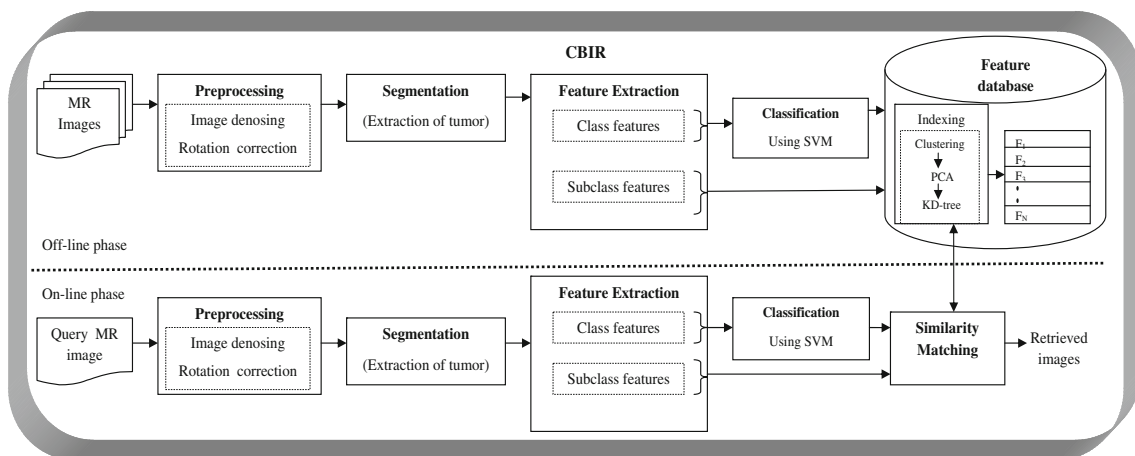 CBIR
MR
Images
Preprocessing
Image denosing
Rotation correction
Segmentation
(Extraction of tumor)
Feature Extraction
Class features
Subclass features
Classification
Using SVM
Feature
database
Indexing
Clustering
PCA
KD-tree
F1
F2
F3
FN
Off-line phase
On-line phase
Query MR
image
Preprocessing
Image denosing
Rotation correction
Segmentation
(Extraction of tumor)
Feature Extraction
Class features
Subclass features
Classification
Using SVM
Similarity
Matching
Retrieved
images